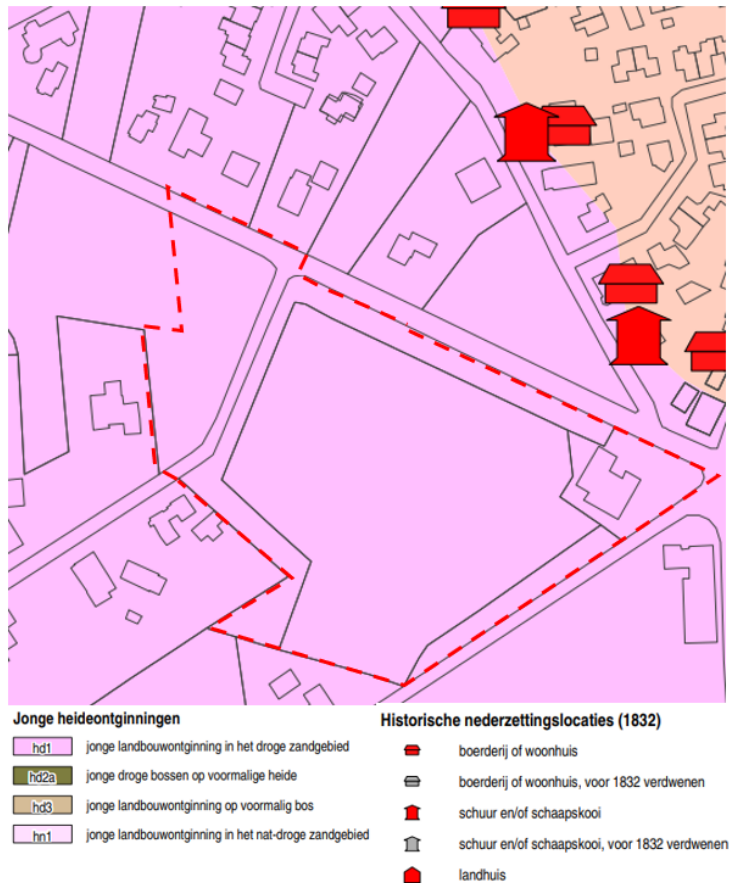 Jonge heideontginningen
hd1 jonge landbouwontginning in het droge zandgebied
hd2a jonge droge bossen op voormalige heide
hd3 jonge landbouwontginning op voormalig bos
hn1 jonge landbouwontginning in het nat-droge zandgebied
Historische nederzettingslocaties (1832)
boerderij of woonhuis
boerderij of woonhuis, voor 1832 verdwenen
schuur en/of schaapskooi
schuur en/of schaapskooi, voor 1832 verdwenen
landhuis